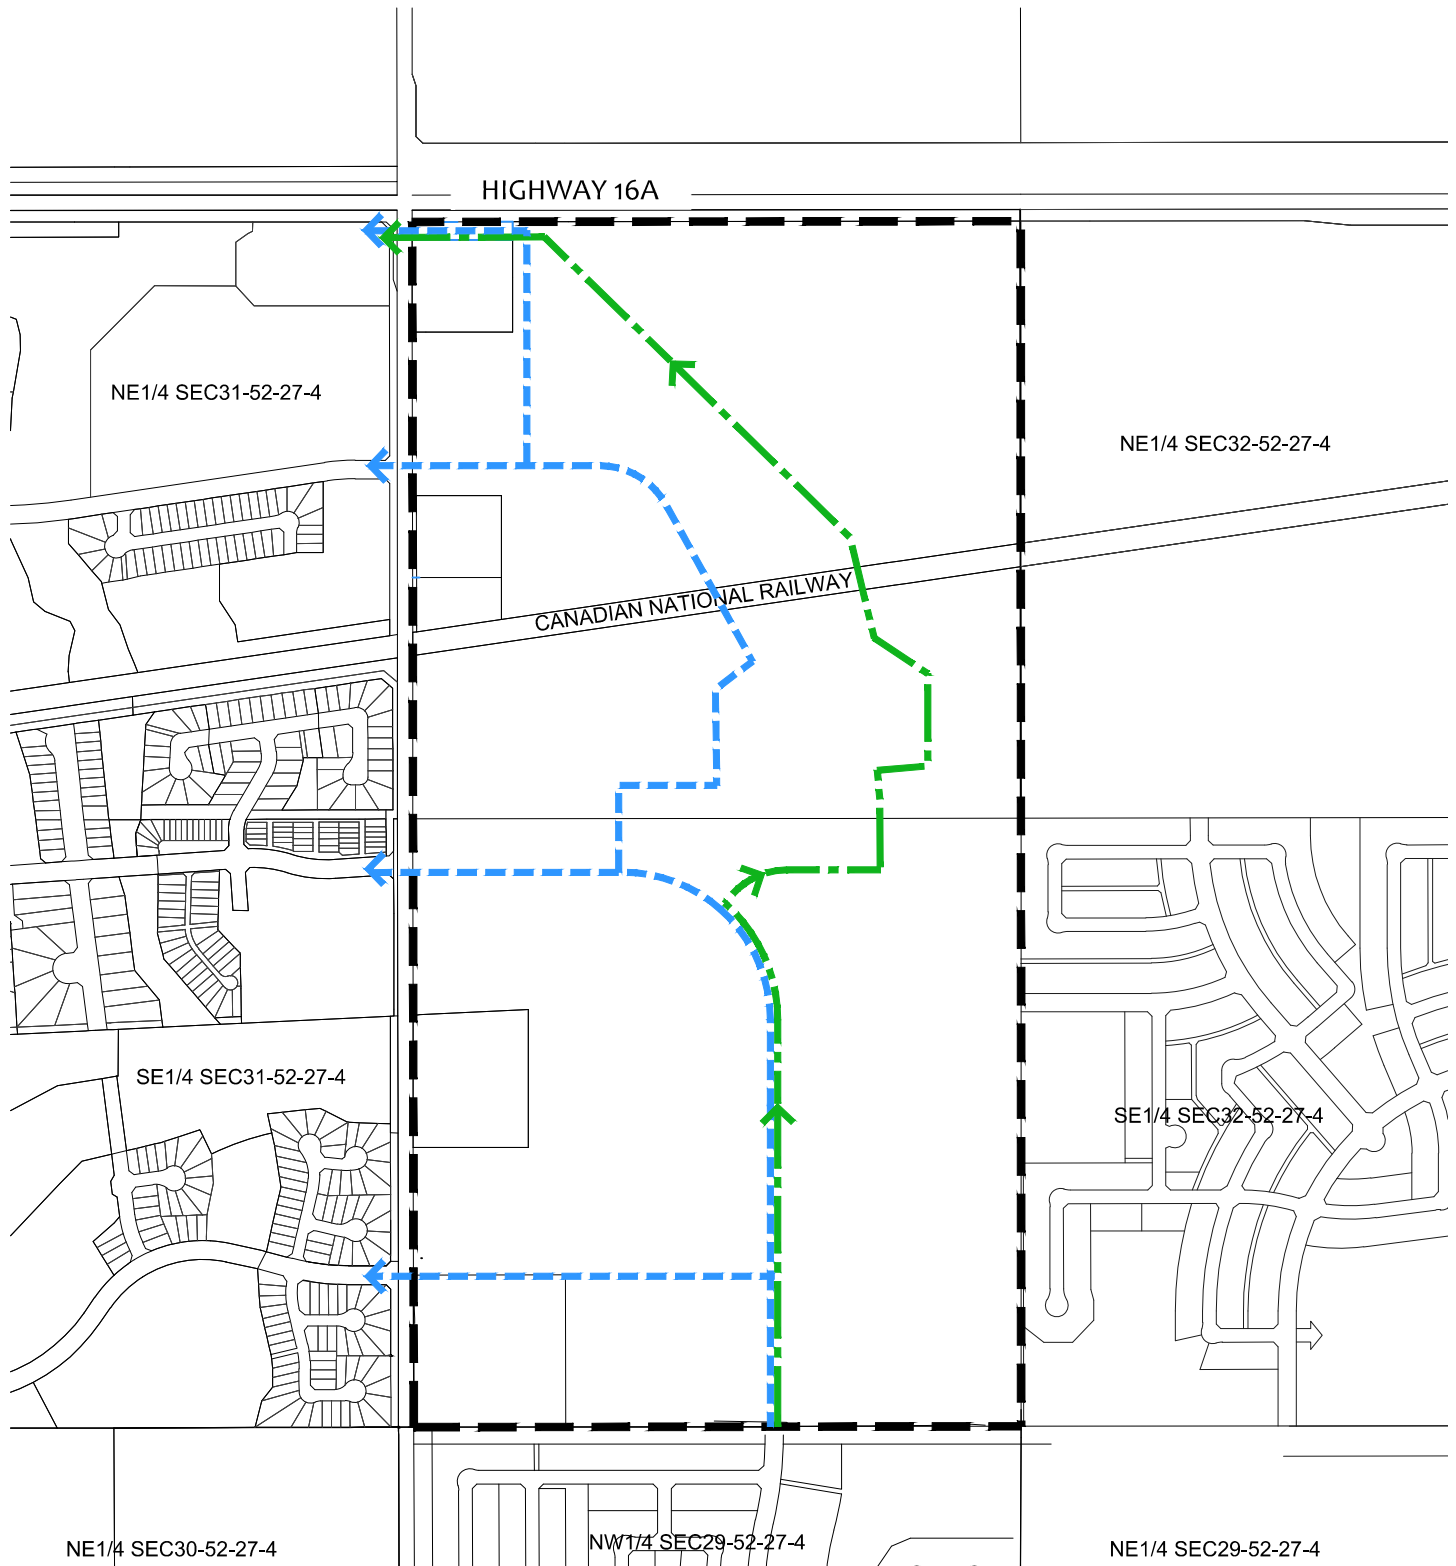 HIGHWAY 16A
NE1/4 SEC31-52-27-4
NE1/4 SEC32-52-27-4
CANADIAN NATIONAL RAILWAY
SE1/4 SEC31-52-27-4
SE1/4 SEC32-52-27-4
NE1/4 SEC30-52-27-4
NW1/4 SEC29-52-27-4
NE1/4 SEC29-52-27-4